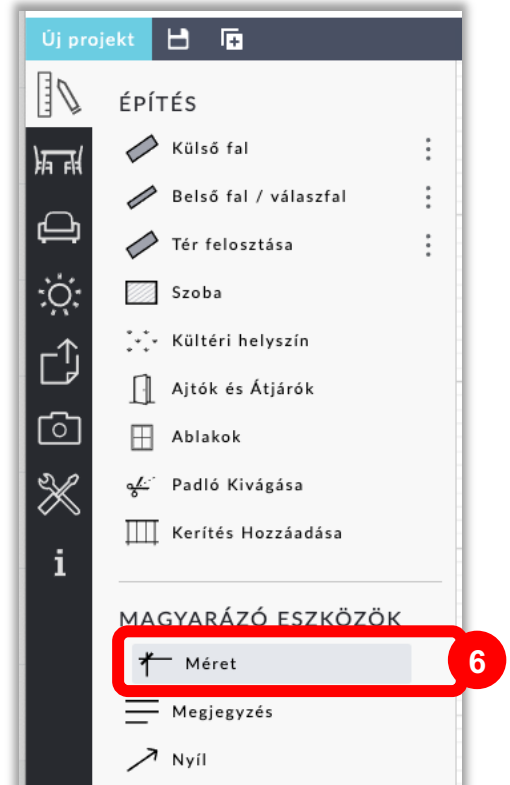 Új projekt
ÉPÍTÉS
Külső fal
Belső fal / válaszfal
Tér felosztása
Szoba
Kültéri helyszín
Ajtók és Átjárók
Ablakok
Padló Kivágása
Kerítés Hozzáadása
i
MAGYARÁZÓ ESZKÖZÖK
Méret
6
Megjegyzés
Nyíl